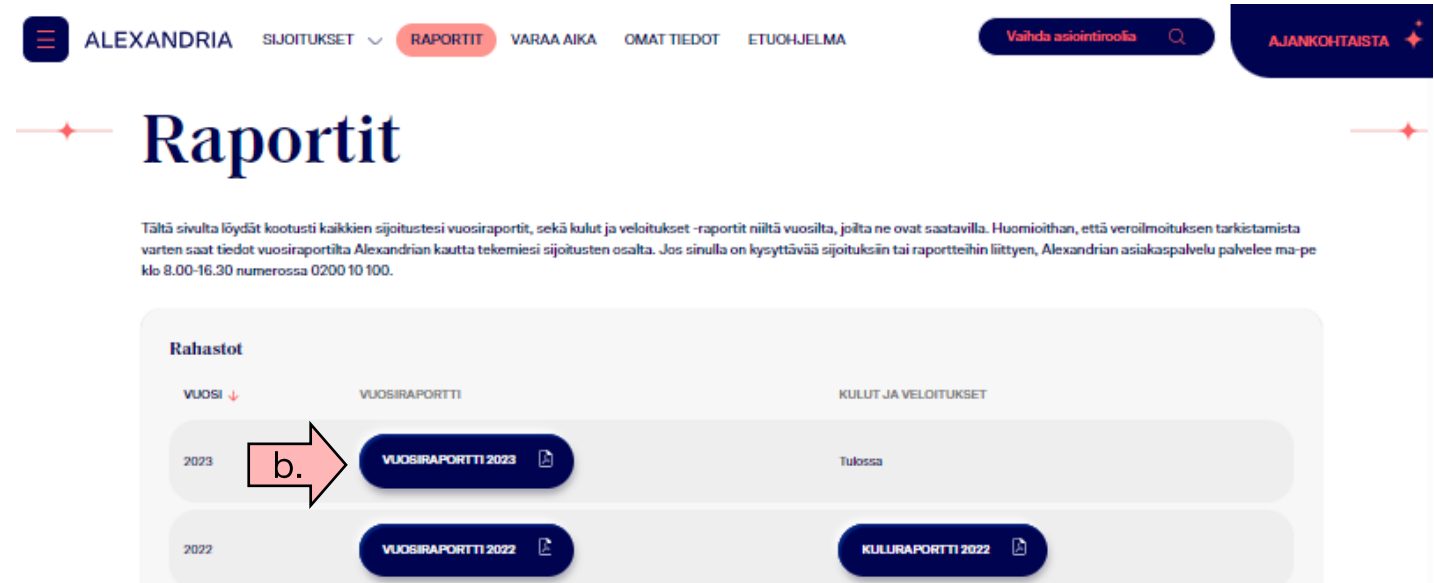 ALEXANDRIA SIJOITUKSET RAPORTIT VARAA AIKA OMAT TIEDOT ETUOHJELMA Vaihda asiointiroolia AJANKOHTAISTA
Raportit
Tältä sivulta löydät kootusti kaikkien sijoitustesi vuosiraportit, sekä kulut ja veloitukset -raportit niiltä vuosilta, joilta ne ovat saatavilla. Huomioithan, että veroilmoituksen tarkistamista
varten saat tiedot vuosiraportilta Alexandrian kautta tekemiesi sijoitusten osalta. Jos sinulla on kysyttävää sijoituksiin tai raportteihin liittyen, Alexandrian asiakaspalvelu palvelee ma-pe
klo 8.00-16.30 numerossa 0200 10 100.
Rahastot
VUOSI VUOSIRAPORTTI KULUT JA VELOITUKSET
2023 b. VUOSIRAPORTTI 2023 Tulossa
2022 VUOSIRAPORTTI 2022 KULURAPORTTI 2022